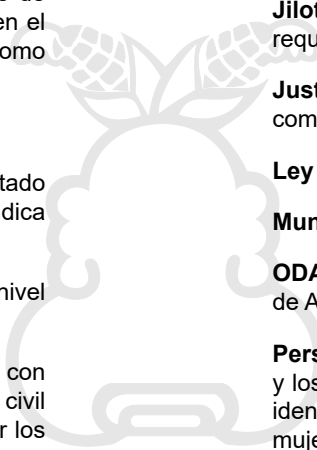 en el
omo
tado
dica
nivel
con
civil
r los
Jilot
requ
Just
com
Ley
Mun
ODA
de A
Pers
y los
iden
muje